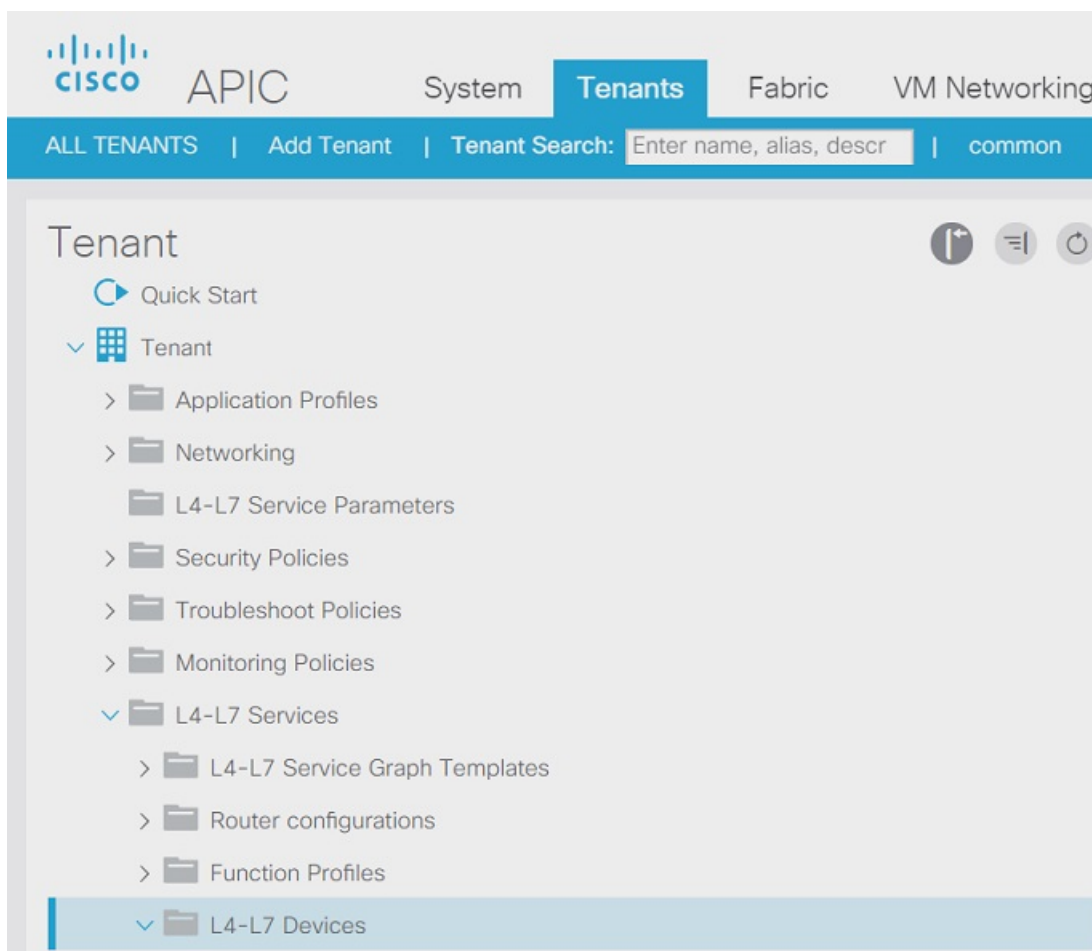 CISCO APIC System Tenants Fabric VM Networking
ALL TENANTS | Add Tenant | Tenant Search: Enter name, alias, descr | common
Tenant
Quick Start
Tenant
Application Profiles
Networking
L4-L7 Service Parameters
Security Policies
Troubleshoot Policies
Monitoring Policies
L4-L7 Services
L4-L7 Service Graph Templates
Router configurations
Function Profiles
L4-L7 Devices